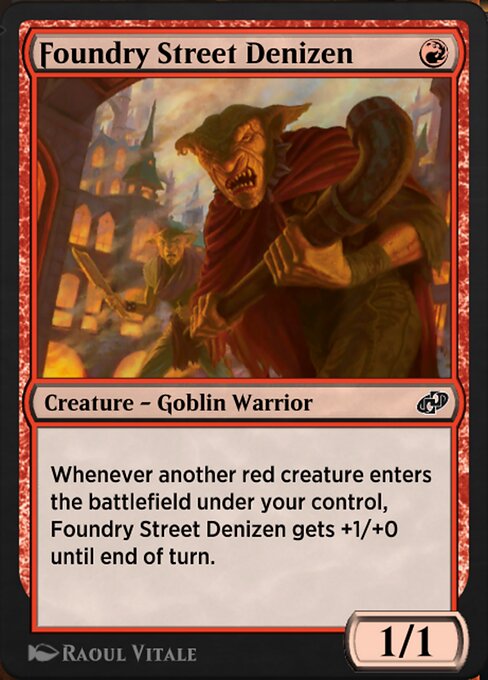 Foundry Street Denizen
Creature – Goblin Warrior
Whenever another red creature enters
the battlefield under your control,
Foundry Street Denizen gets +1/+0
until end of turn.
1/1
Raoul Vitale